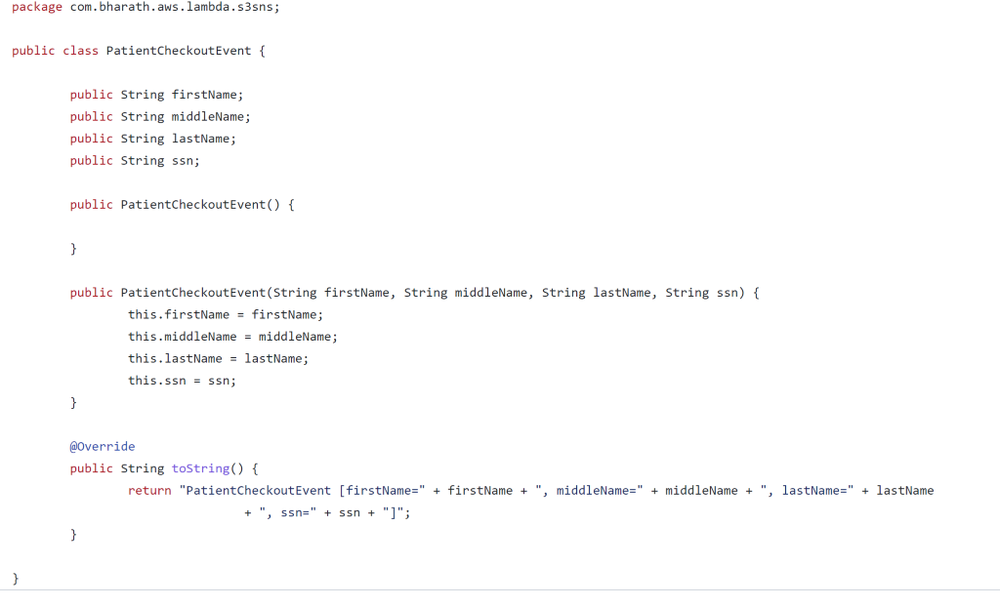 package com.bharath.aws.lambda.s3sns;
public class PatientCheckoutEvent {
public String firstName;
public String middleName;
public String lastName;
public String ssn;
public PatientCheckoutEvent() {
}
public PatientCheckoutEvent(String firstName, String middleName, String lastName, String ssn) {
this.firstName = firstName;
this.middleName = middleName;
this.lastName = lastName;
this.ssn = ssn;
}
@Override
public String toString() {
return "PatientCheckoutEvent [firstName=" + firstName + ", middleName=" + middleName + ", lastName=" + lastName
+ ", ssn=" + ssn + "]";
}
}